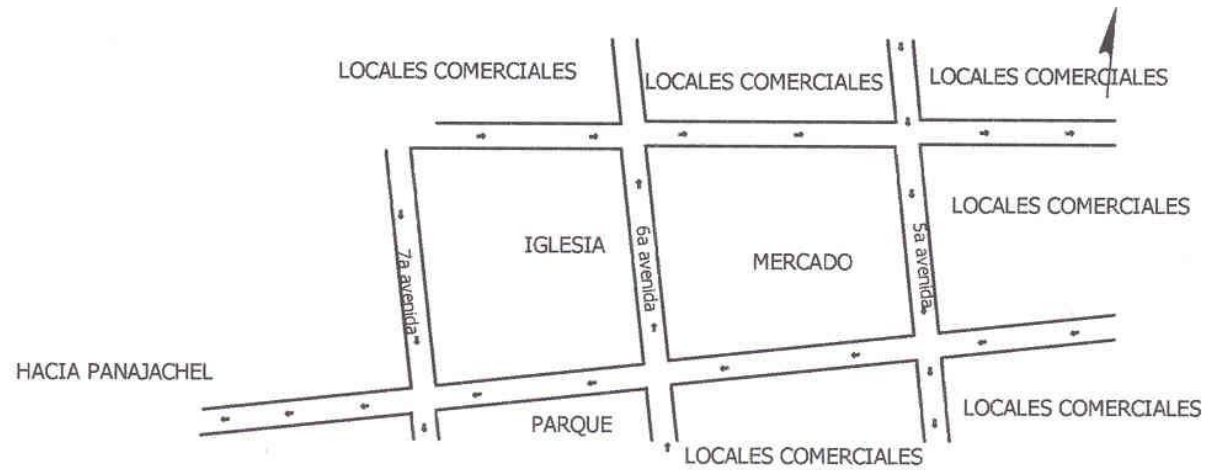 LOCALES COMERCIALES
LOCALES COMERCIALES
LOCALES COMERCIALES
LOCALES COMERCIALES
IGLESIA
6a avenida
5a avenida
MERCADO
7a avenida
HACIA PANAJACHEL
PARQUE
LOCALES COMERCIALES
LOCALES COMERCIALES